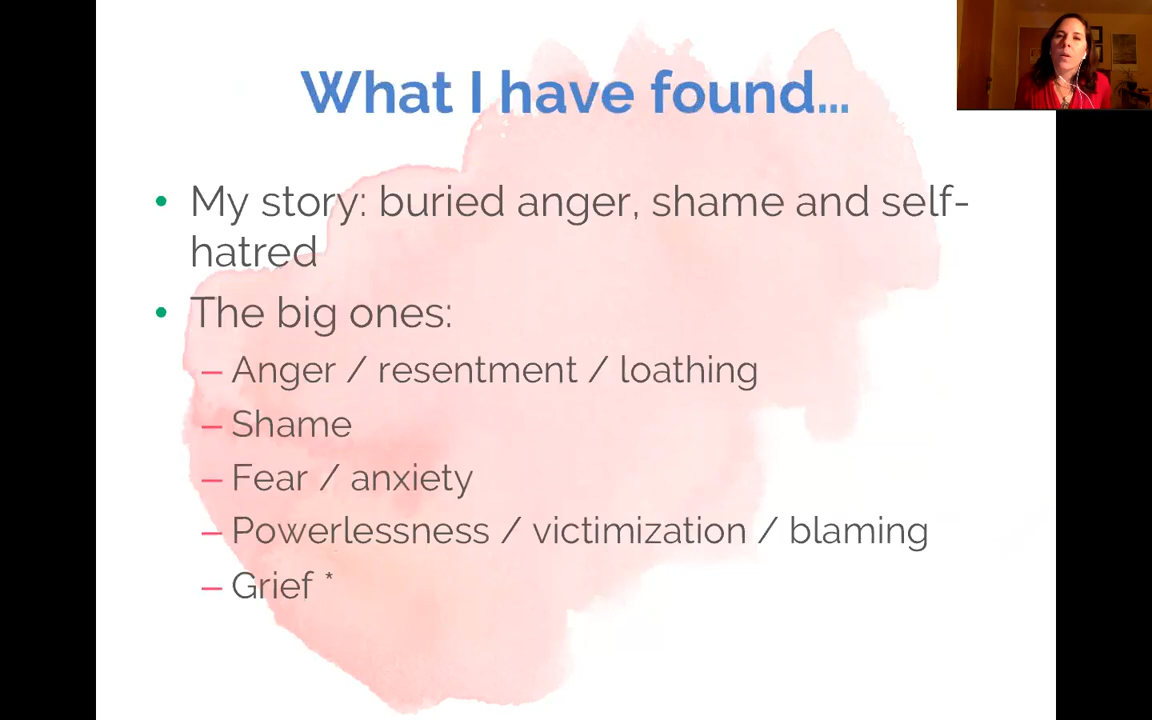 What I have found...
• My story: buried anger, shame and self-
hatred
• The big ones:
– Anger / resentment / loathing
– Shame
– Fear / anxiety
– Powerlessness / victimization / blaming
– Grief *